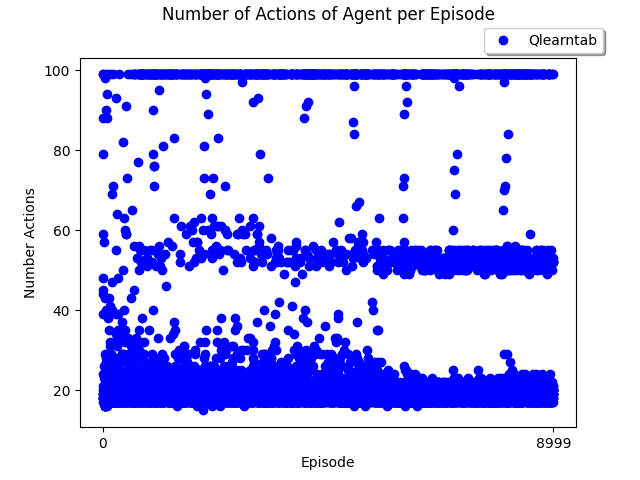 Number of Actions of Agent per Episode
Qlearntab
100
80
60
40
20
Number Actions
0
8999
Episode